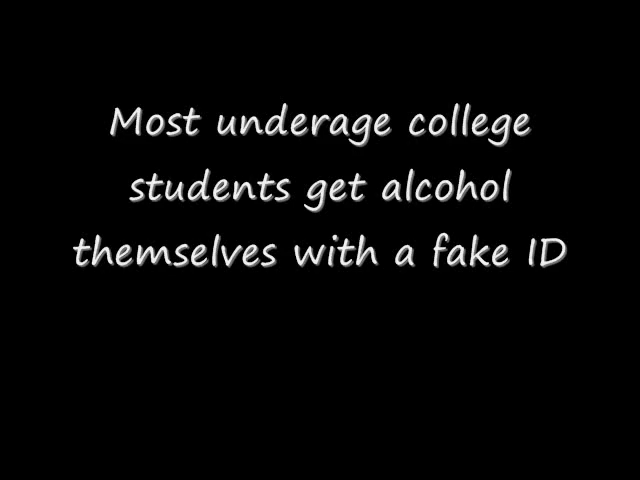 Most underage college
students get alcohol
themselves with a fake ID